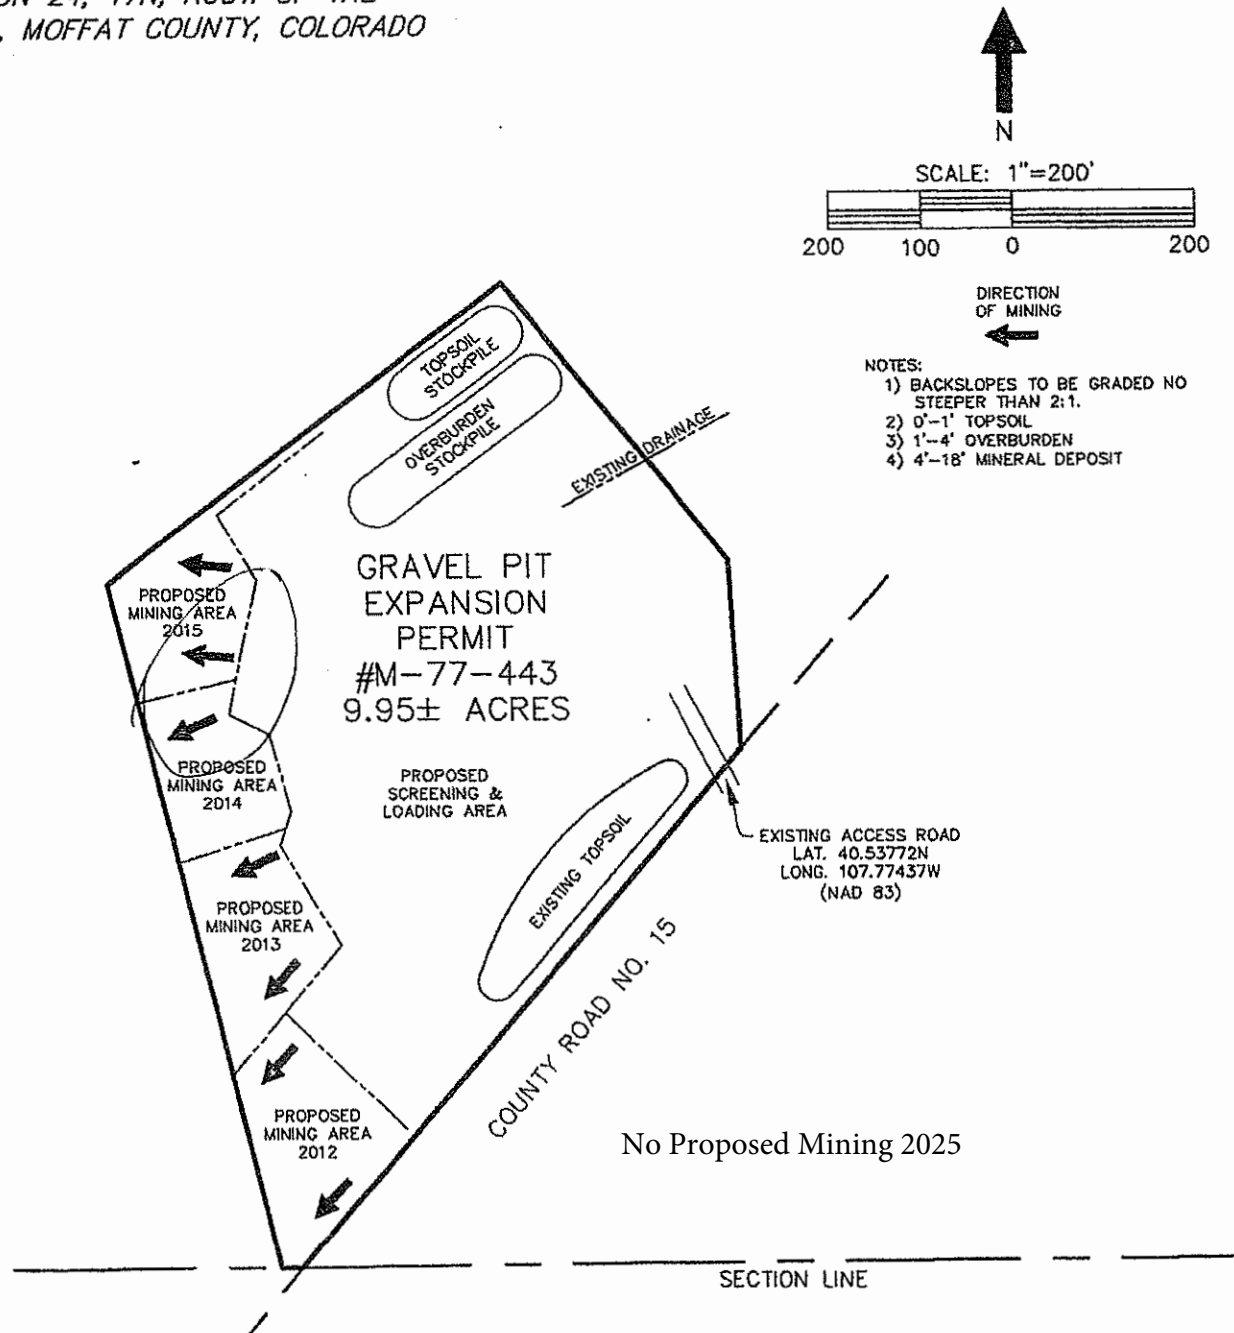 MOFFAT COUNTY, COLORADO
N
SCALE: 1"=200'
200 100 0 200
DIRECTION
OF MINING
NOTES:
1) BACKSLOPES TO BE GRADED NO
STEEPER THAN 2:1.
2) 0'-1' TOPSOIL
3) 1'-4' OVERBURDEN
4) 4'-18' MINERAL DEPOSIT
TOPSOIL
STOCKPILE
OVERBURDEN
STOCKPILE
EXISTING DRAINAGE
GRAVEL PIT
EXPANSION
PERMIT
#M-77-443
9.95± ACRES
PROPOSED
MINING AREA
2015
PROPOSED
MINING AREA
2014
PROPOSED
SCREENING &
LOADING AREA
EXISTING TOPSOIL
EXISTING ACCESS ROAD
LAT. 40.53772N
LONG. 107.77437W
(NAD 83)
PROPOSED
MINING AREA
2013
COUNTY ROAD NO. 15
PROPOSED
MINING AREA
2012
No Proposed Mining 2025
SECTION LINE